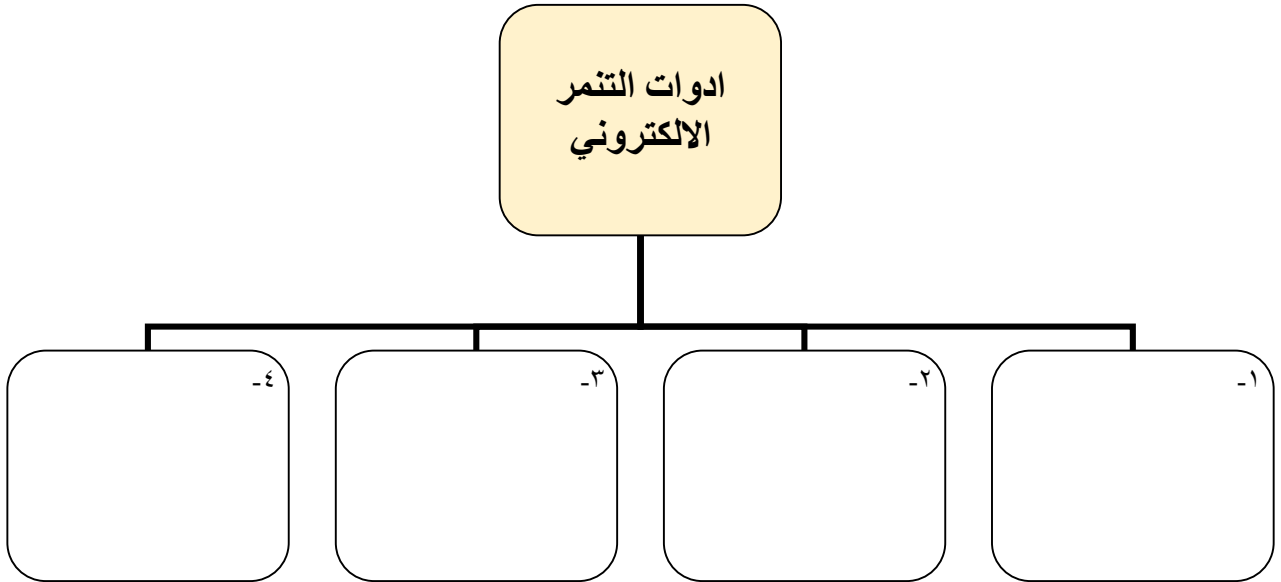 ادوات التنمر
الالكتروني
١-
٢-
٣-
٤-